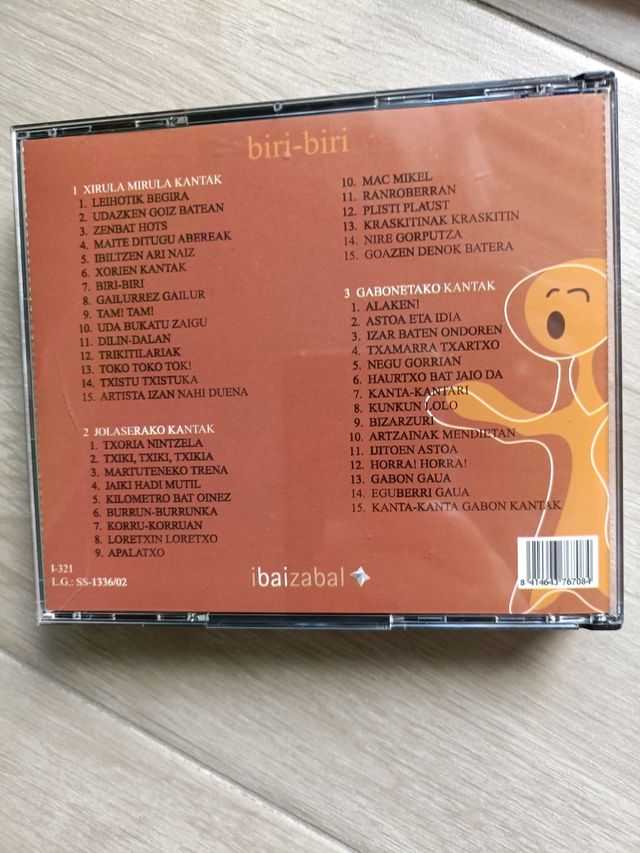 biri-biri
1 XIRULA MIRULA KANTAK
1. LEIHOTIK BEGIRA
2. UDAZKEN GOIZ BATEAN
3. ZENBAT HOTS
4. MAITE DITUGU ABEREAK
5. IBILTZEN ARI NAIZ
6. XORIEN KANTAK
7. BIRI-BIRI
8. GAILURREZ GAILUR
9. TAM! TAM!
10. UDA BUKATU ZAIGU
11. DILIN-DALAN
12. TRIKITILARIAK
13. TOKO TOKO TOK!
14. TXISTU TXISTUKA
15. ARTISTA IZAN NAHI DUENA
2 JOLASERAKO KANTAK
1. TXORIA NINTZELA
2. TXIKI, TXIKI, TXIKIA
3. MARTUTENEKO TRENA
4. JAIKI HADI MUTIL
5. KILOMETRO BAT OINEZ
6. BURRUN-BURRUNKA
7. KORRU-KORRUAN
8. LORETXIN LORETXO
9. APALATXO
10. MAC MIKEL
11. RANROBERRAN
12. PLISTI PLAUST
13. KRASKITINAK KRASKITIN
14. NIRE GORPUTZA
15. GOAZEN DENOK BATERA
3 GABONETAKO KANTAK
1. ALAKEN!
2. ASTOA ETA IDIA
3. IZAR BATEN ONDOREN
4. TXAMARRA TXARTXO
5. NEGU GORRIAN
6. HAURTXO BAT JAIO DA
7. KANTA-KANTARI
8. KUNKUN LOLO
9. BIZARZURI
10. ARTZAINAK MENDIETAN
11. IJITOEN ASTOA
12. HORRA! HORRA!
13. GABON GAUA
14. EGUBERRI GAUA
15. KANTA-KANTA GABON KANTAK
I-321
L.G.: SS-1336/02
ibaizabal
8 414643 767084